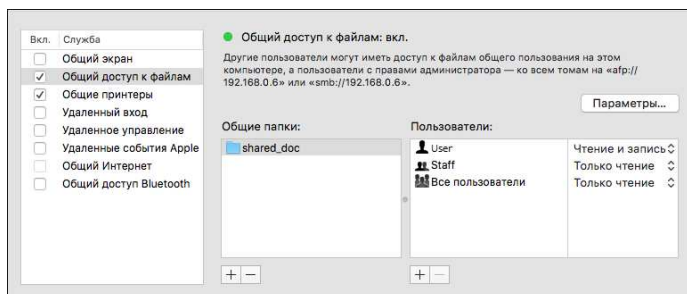 Вкл. Служба
Общий экран
Общий доступ к файлам
Общие принтеры
Удаленный вход
Удаленное управление
Удаленные события Apple
Общий Интернет
Общий доступ Bluetooth
Общий доступ к файлам: вкл.
Другие пользователи могут иметь доступ к файлам общего пользования на этом
компьютере, а пользователи с правами администратора — ко всем томам на «afp://
192.168.0.6» или «smb://192.168.0.6».
Параметры...
Общие папки:
shared_doc
Пользователи:
User Чтение и запись
Staff Только чтение
Все пользователи Только чтение